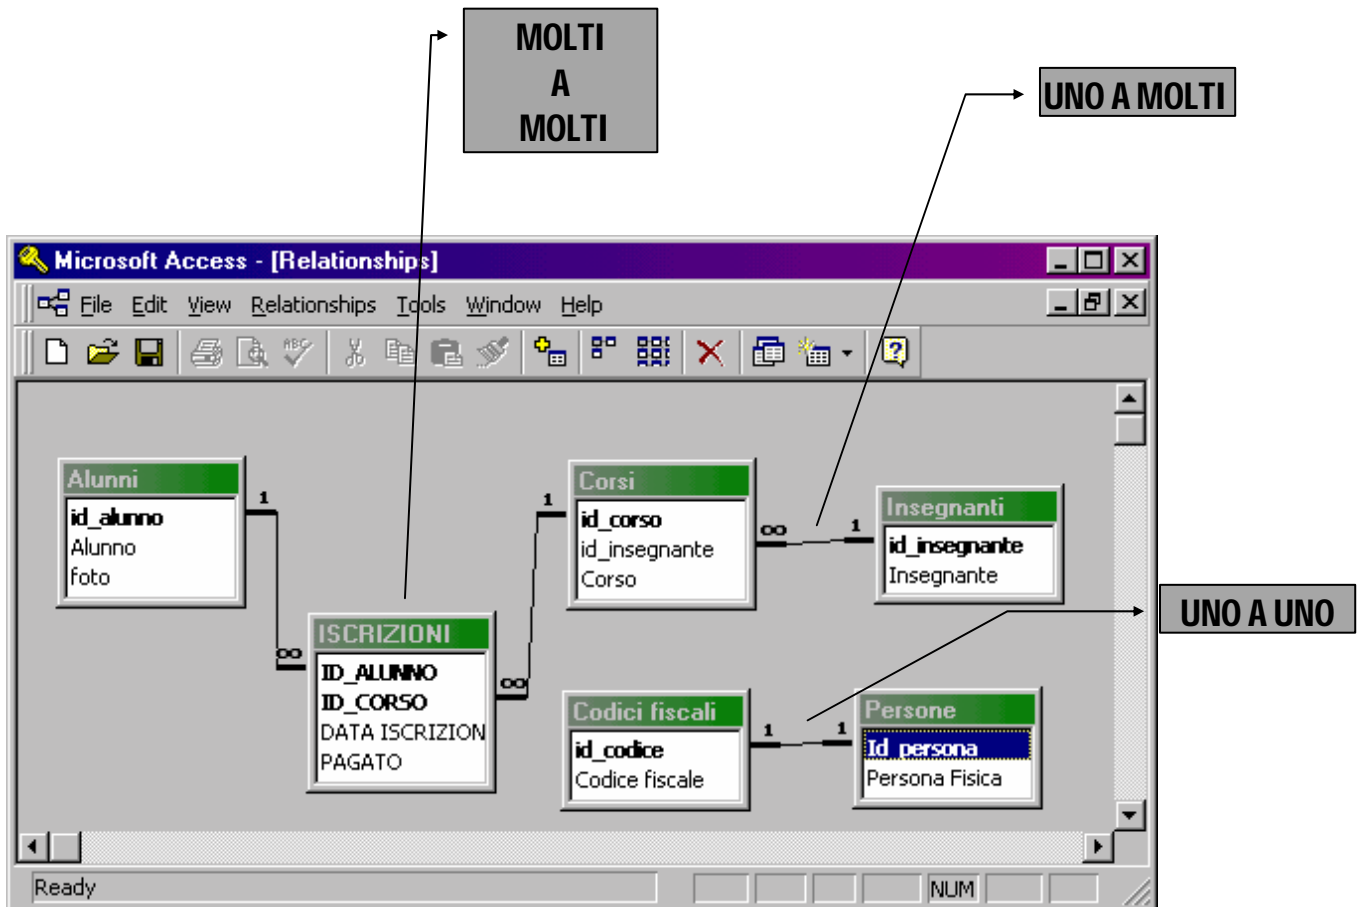 MOLTI
A
MOLTI
UNO A MOLTI
Microsoft Access - [Relationships]
File Edit View Relationships Tools Window Help
ABC
Alunni
id_alunno
Alunno
foto
1
∞
ISCRIZIONI
ID_ALUNNO
ID_CORSO
DATA ISCRIZION
PAGATO
∞
1
Corsi
id_corso
id_insegnante
Corso
∞
1
Insegnanti
id_insegnante
Insegnante
UNO A UNO
Codici fiscali
id_codice
Codice fiscale
1
1
Persone
Id_persona
Persona Fisica
Ready
NUM